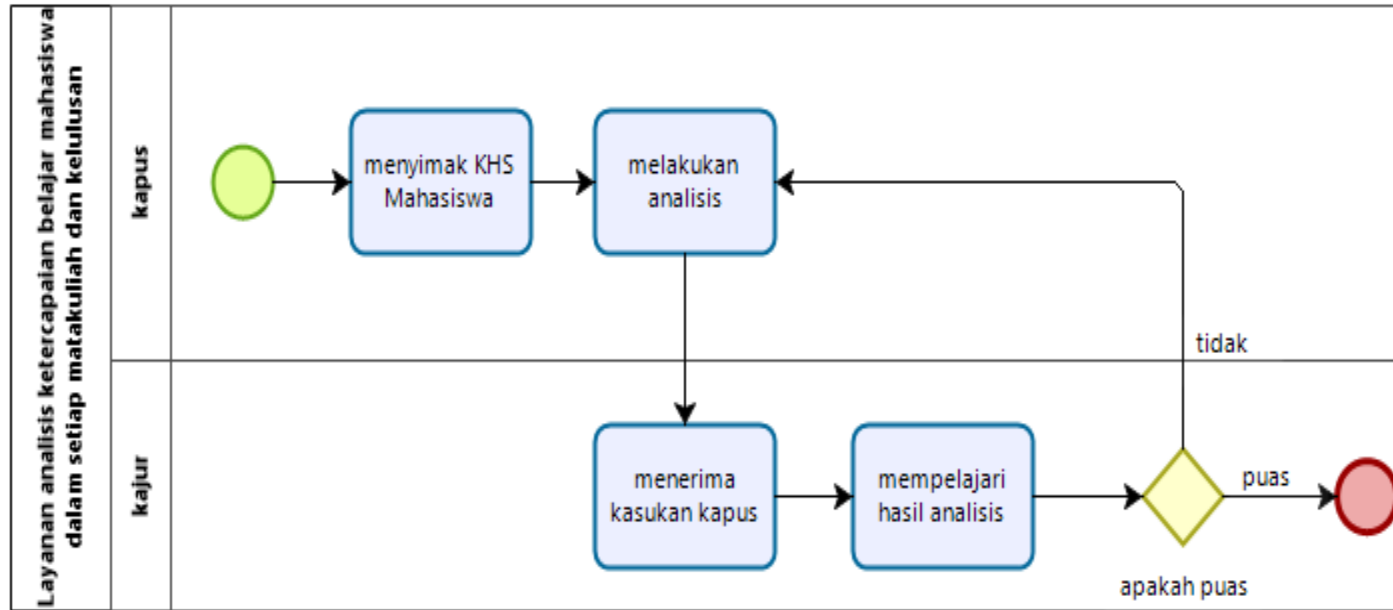 Layanan analisis ketercapaian belajar mahasiswa
dalam setiap matakuliah dan kelulusan
kapus
menyimak KHS
Mahasiswa
melakukan
analisis
tidak
kajur
menerima
kasukan kapus
mempelajari
hasil analisis
puas
apakah puas